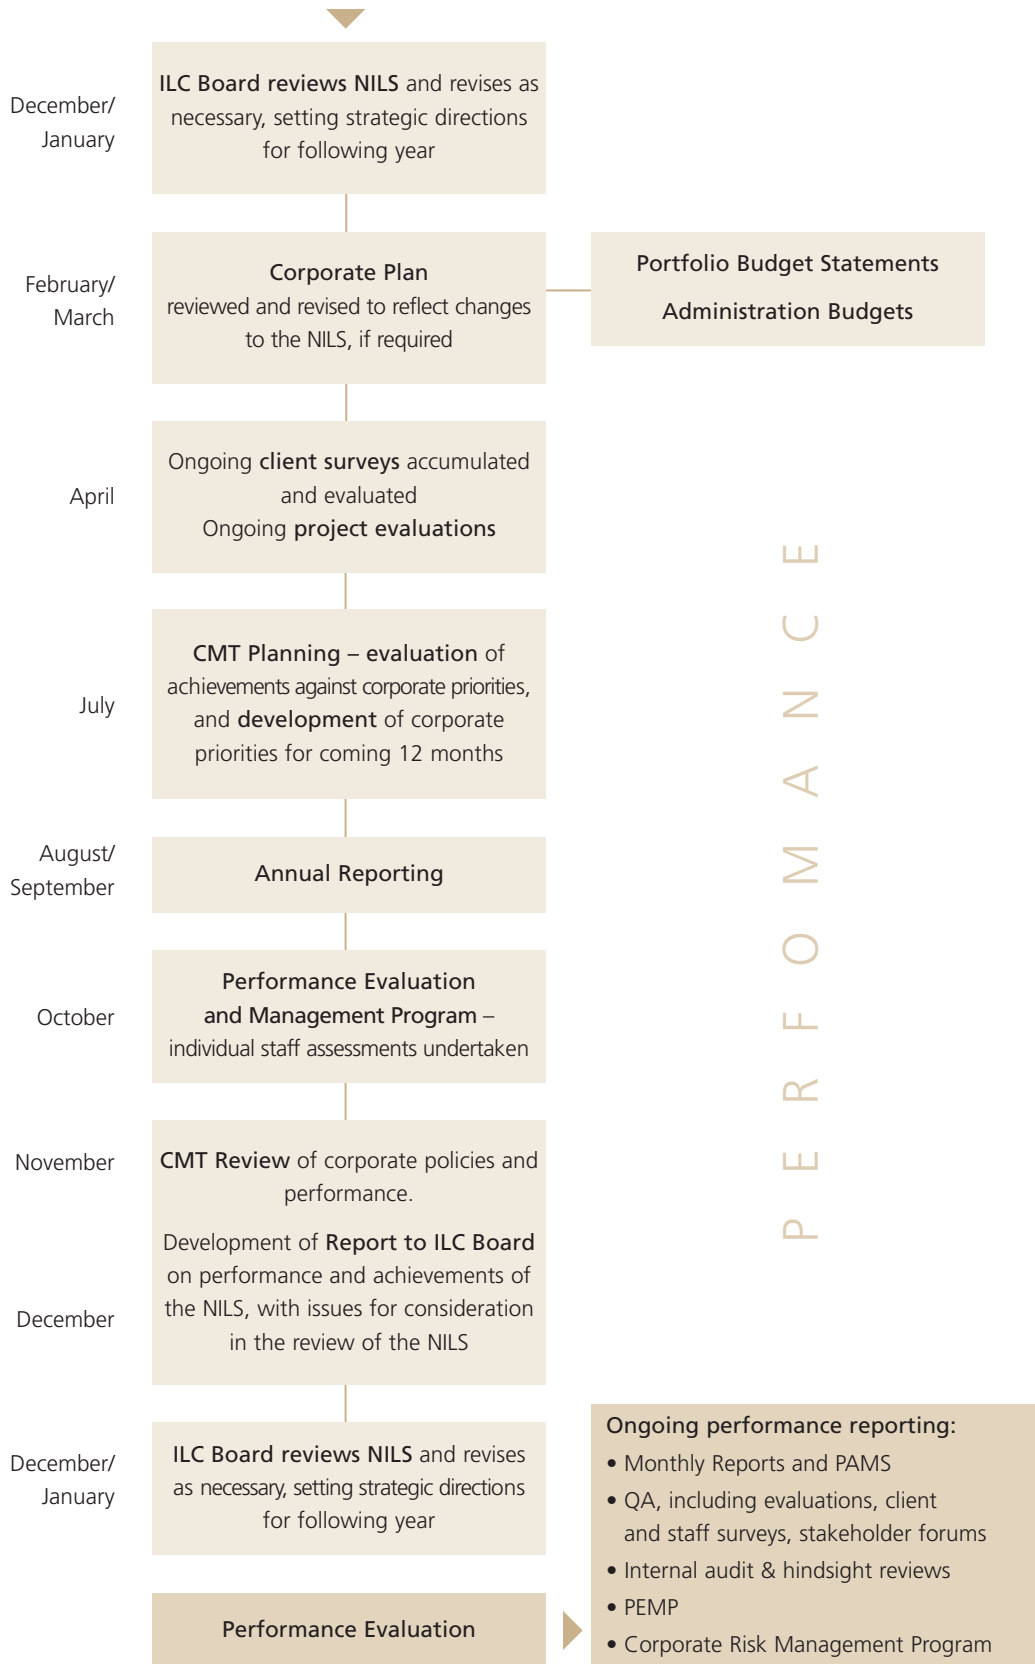 December/
January
ILC Board reviews NILS and revises as
necessary, setting strategic directions
for following year
February/
March
Corporate Plan
reviewed and revised to reflect changes
to the NILS, if required
Portfolio Budget Statements
Administration Budgets
April
Ongoing client surveys accumulated
and evaluated
Ongoing project evaluations
July
CMT Planning – evaluation of
achievements against corporate priorities,
and development of corporate
priorities for coming 12 months
August/
September
Annual Reporting
October
Performance Evaluation
and Management Program –
individual staff assessments undertaken
November
CMT Review of corporate policies and
performance.
December
Development of Report to ILC Board
on performance and achievements of
the NILS, with issues for consideration
in the review of the NILS
PERFOMANCE
December/
January
ILC Board reviews NILS and revises
as necessary, setting strategic directions
for following year
Performance Evaluation
Ongoing performance reporting:
• Monthly Reports and PAMS
• QA, including evaluations, client
and staff surveys, stakeholder forums
• Internal audit & hindsight reviews
• PEMP
• Corporate Risk Management Program